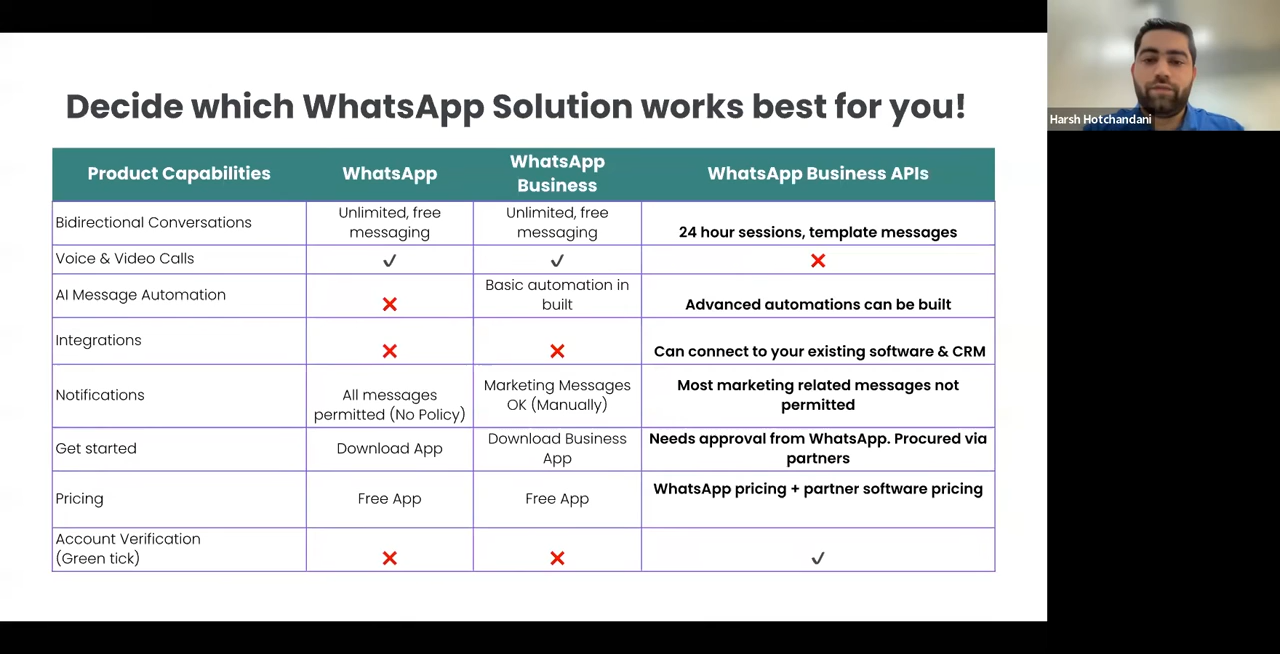 Decide which WhatsApp Solution works best for you!
Harsh Hotchandani
Product Capabilities
WhatsApp
WhatsApp
Business
WhatsApp Business APIs
Bidirectional Conversations
Unlimited, free
messaging
Unlimited, free
messaging
24 hour sessions, template messages
Voice & Video Calls
✓
✓
❌
AI Message Automation
❌
Basic automation in
built
Advanced automations can be built
Integrations
❌
❌
Can connect to your existing software & CRM
Notifications
All messages
permitted (No Policy)
Marketing Messages
OK (Manually)
Most marketing related messages not
permitted
Get started
Download App
Download Business
App
Needs approval from WhatsApp. Procured via
partners
Pricing
Free App
Free App
WhatsApp pricing + partner software pricing
Account Verification
(Green tick)
❌
❌
✓